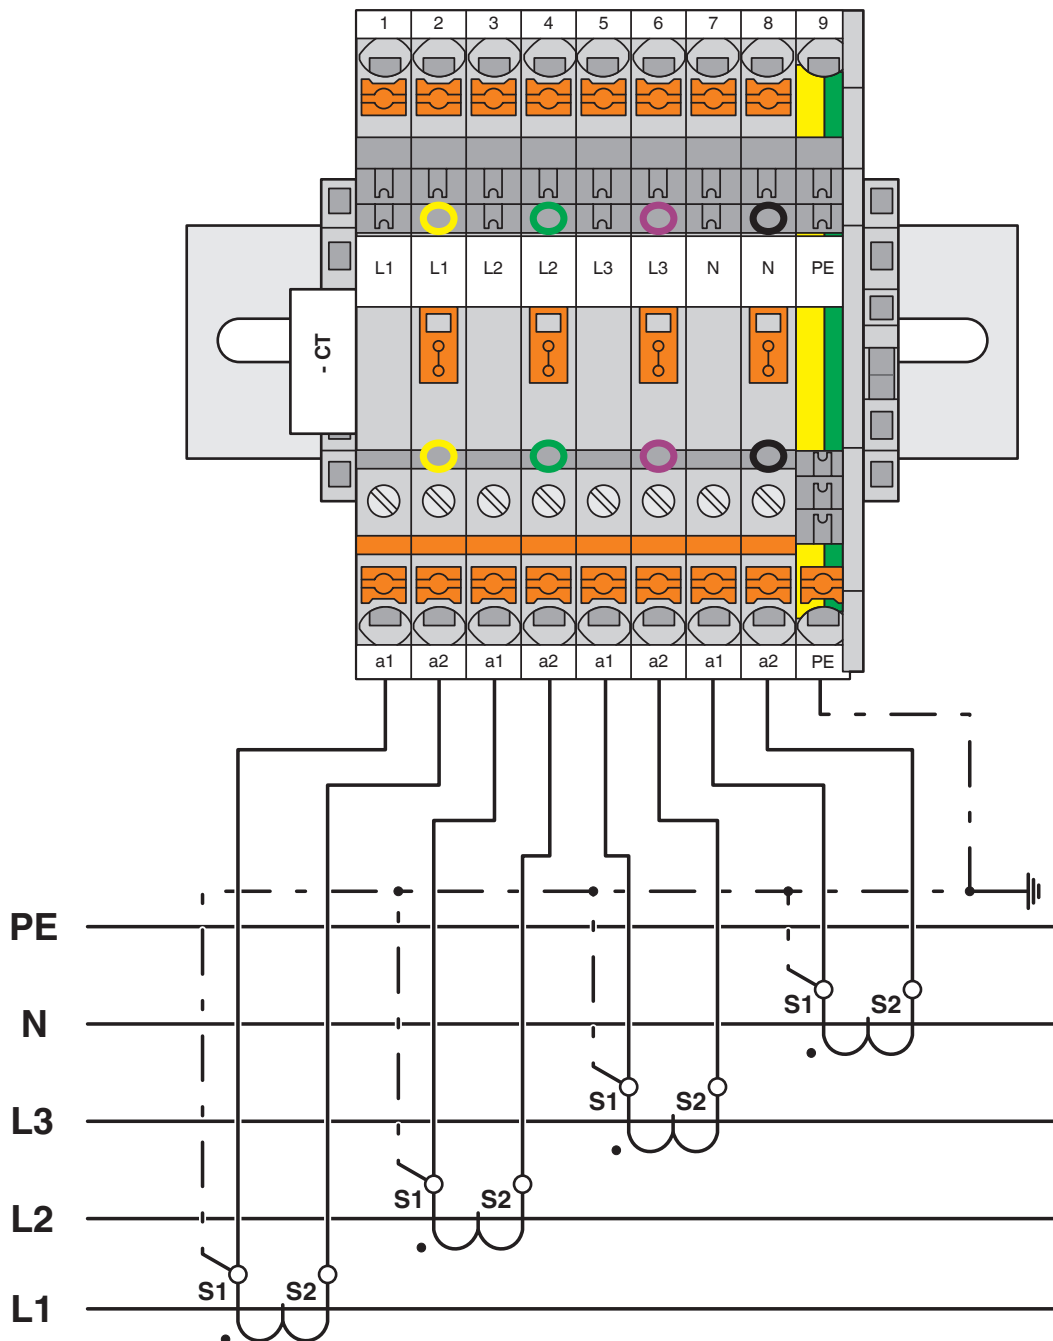 1 2 3 4 5 6 7 8 9
L1 L1 L2 L2 L3 L3 N N PE
- CT
a1 a2 a1 a2 a1 a2 a1 a2 PE
PE
S1 S2
N
S1 S2
L3
S1 S2
L2
S1 S2
L1